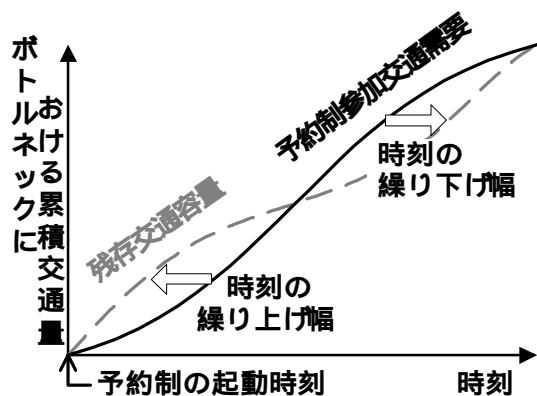 ボトルネックに
おける累積交通量
予約制参加交通需要
時刻の
繰り下げ幅
残存交通容量
時刻の
繰り上げ幅
予約制の起動時刻
時刻